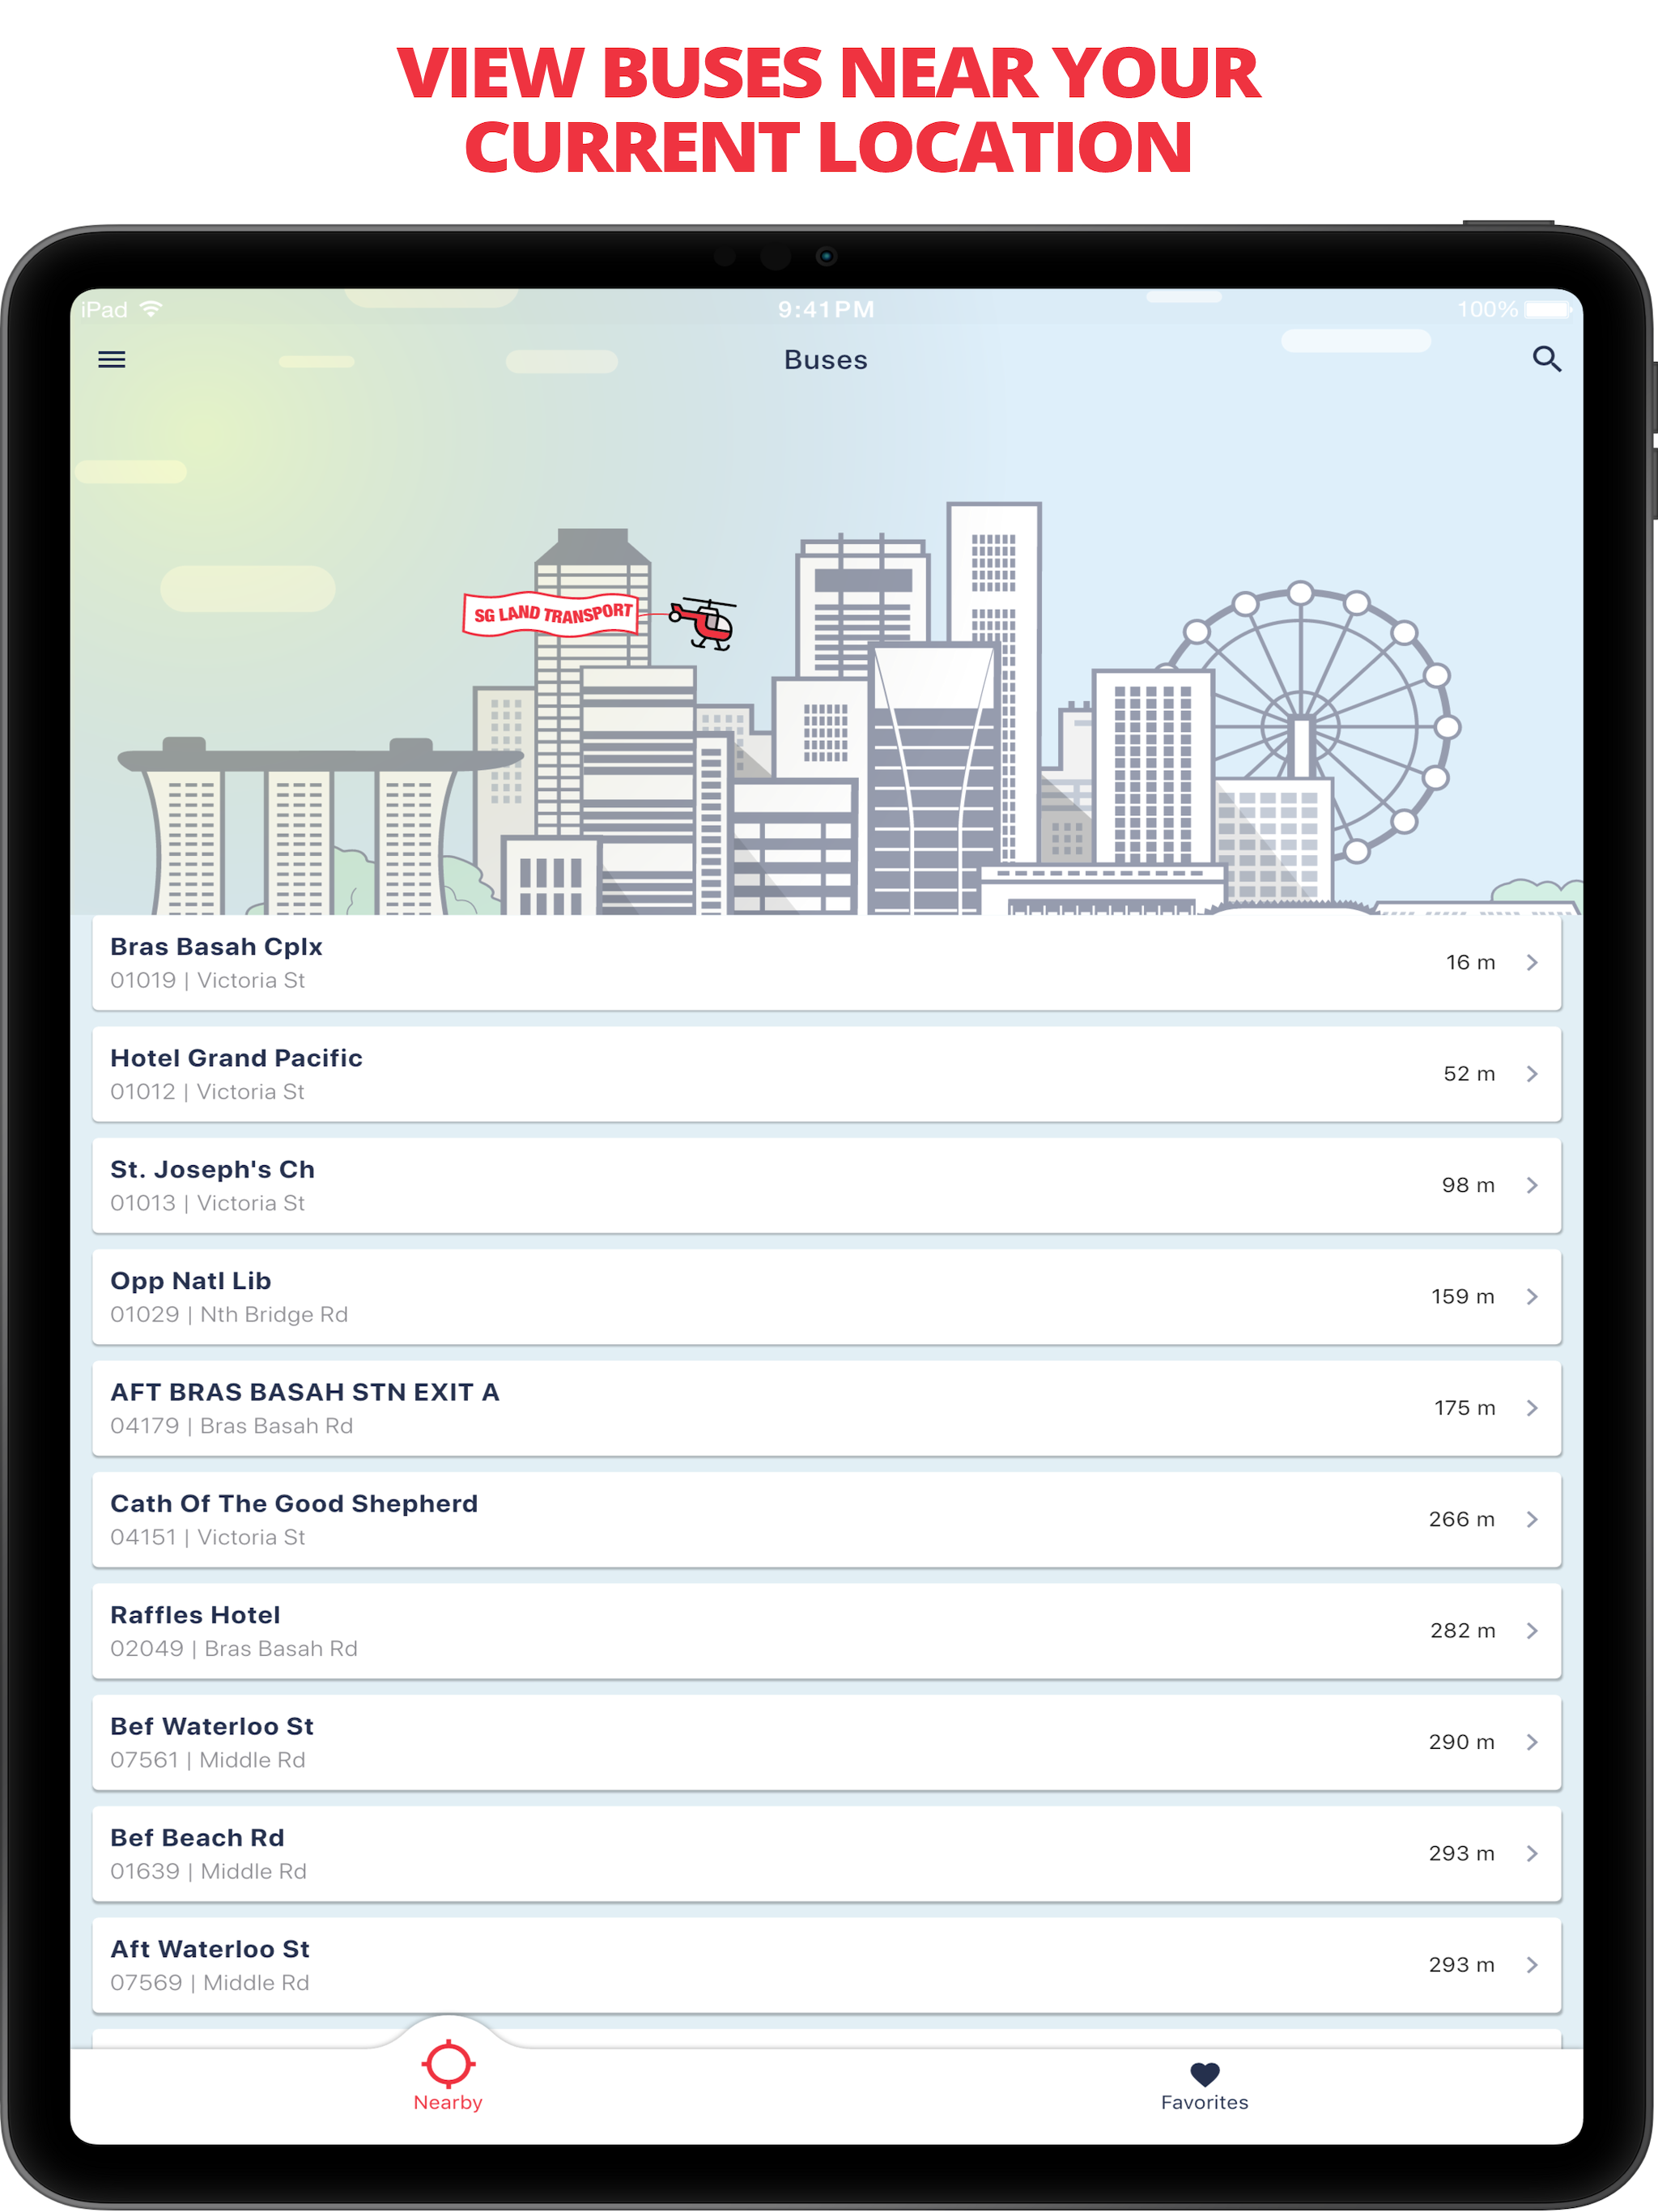 VIEW BUSES NEAR YOUR
CURRENT LOCATION
iPad
9:41PM
100%
Buses
SG LAND TRANSPORT
Bras Basah Cplx
01019 | Victoria St
16 m
Hotel Grand Pacific
01012 | Victoria St
52 m
St. Joseph's Ch
01013 | Victoria St
98 m
Opp Natl Lib
01029 | Nth Bridge Rd
159 m
AFT BRAS BASAH STN EXIT A
04179 | Bras Basah Rd
175 m
Cath Of The Good Shepherd
04151 | Victoria St
266 m
Raffles Hotel
02049 | Bras Basah Rd
282 m
Bef Waterloo St
07561 | Middle Rd
290 m
Bef Beach Rd
01639 | Middle Rd
293 m
Aft Waterloo St
07569 | Middle Rd
293 m
Nearby
Favorites